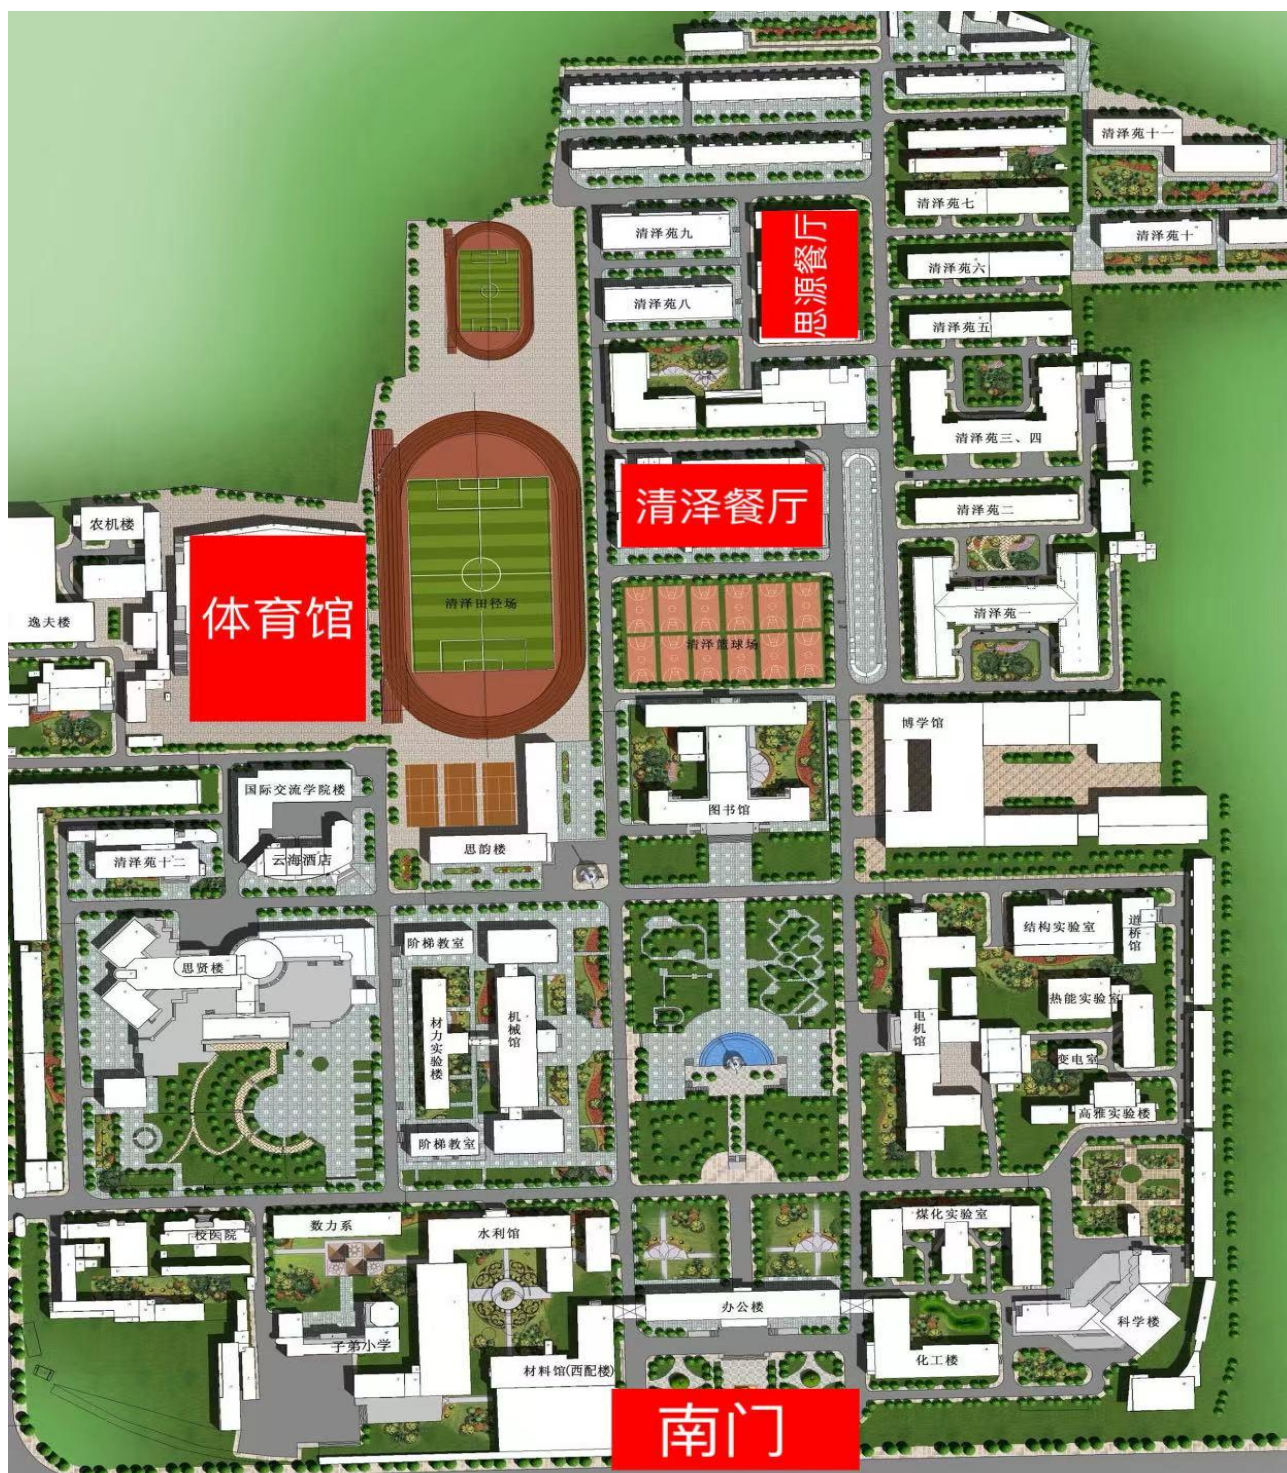 清泽苑十一
清泽苑七
清泽苑九
思源餐厅
清泽苑十
清泽苑六
清泽苑八
清泽苑五
清泽苑三、四
清泽餐厅
清泽苑二
农机楼
体育馆
清泽田径场
清泽苑一
逸夫楼
清泽篮球场
博学馆
国际交流学院楼
图书馆
思韵楼
清泽苑十二
云海酒店
结构实验室
道桥馆
阶梯教室
思贤楼
热能实验室
机械馆
电机馆
材力实验楼
变电室
高雅实验楼
阶梯教室
煤化实验室
数力系
水利馆
校医院
办公楼
科学楼
子弟小学
化工楼
材料馆(西配楼)
南门